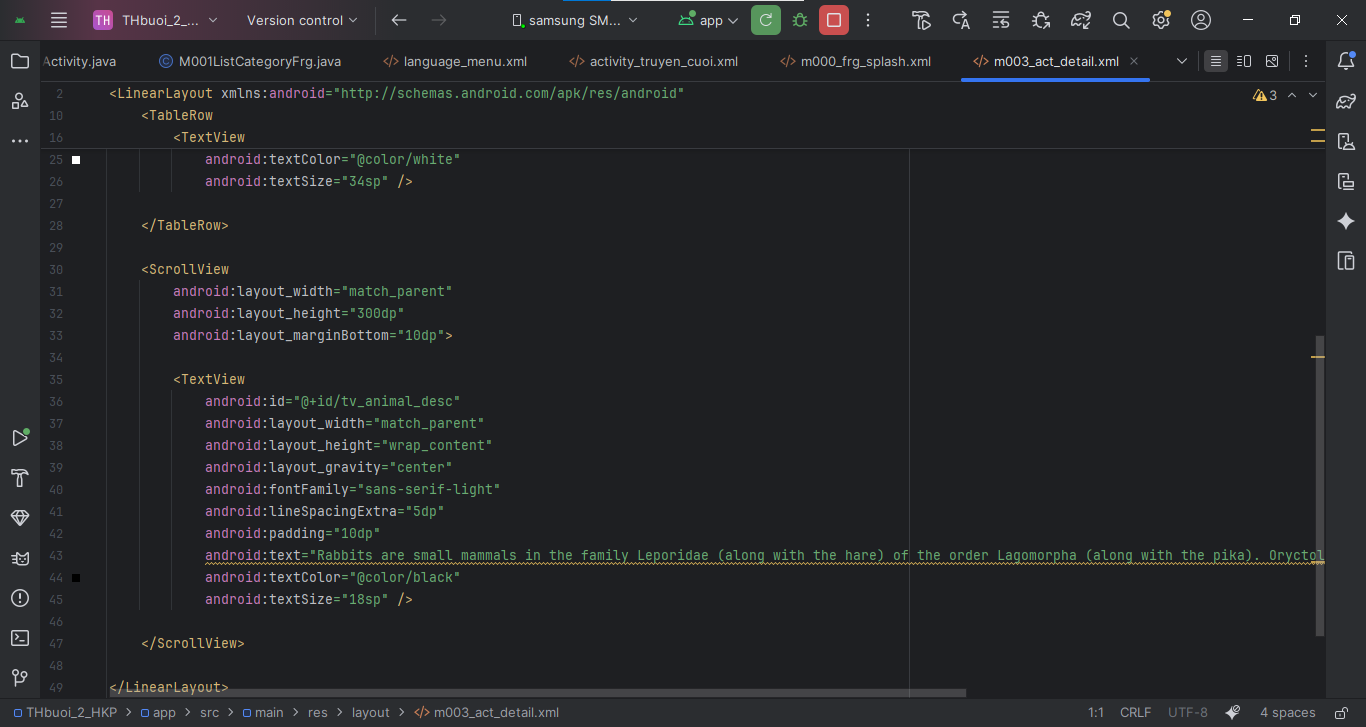 TH THbuoi_2_... Version control samsung SM... app
Activity.java M001ListCategoryFrg.java language_menu.xml activity_truyen_cuoi.xml m000_frg_splash.xml m003_act_detail.xml
2 <LinearLayout xmlns:android="http://schemas.android.com/apk/res/android" 3
10 <TableRow
16 <TextView
25 android:textColor="@color/white"
26 android:textSize="34sp" />
27
28 </TableRow>
29
30 <ScrollView
31 android:layout_width="match_parent"
32 android:layout_height="300dp"
33 android:layout_marginBottom="10dp">
34
35 <TextView
36 android:id="@+id/tv_animal_desc"
37 android:layout_width="match_parent"
38 android:layout_height="wrap_content"
39 android:layout_gravity="center"
40 android:fontFamily="sans-serif-light"
41 android:lineSpacingExtra="5dp"
42 android:padding="10dp"
43 android:text="Rabbits are small mammals in the family Leporidae (along with the hare) of the order Lagomorpha (along with the pika). Oryctol
44 android:textColor="@color/black"
45 android:textSize="18sp" />
46
47 </ScrollView>
48
49 </LinearLayout>
THbuoi_2_HKP > app > src > main > res > layout > m003_act_detail.xml 1:1 CRLF UTF-8 4 spaces